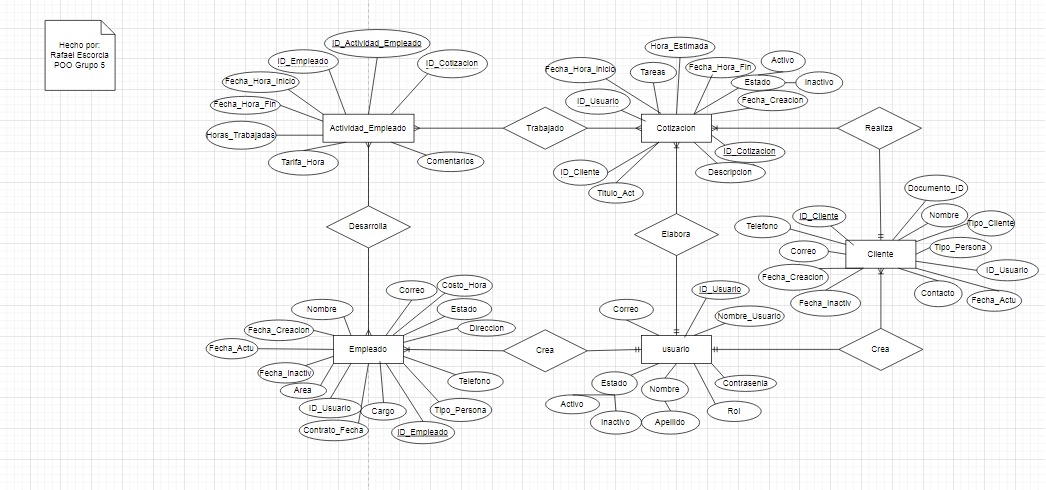 Hecho por:
Rafael Escorcia
POO Grupo 5
ID_Actividad_Empleado
ID_Empleado
ID_Cotizacion
Fecha_Hora_Inicio
Fecha_Hora_Fin
Horas_Trabajadas
Tarifa_Hora
Comentarios
Actividad_Empleado
Trabajado
Hora_Estimada
Fecha_Hora_Inicio
Tareas
Fecha_Hora_Fin
Activo
Estado
Inactivo
Fecha_Creacion
ID_Usuario
Cotizacion
ID_Cotizacion
ID_Cliente
Descripcion
Titulo_Act
Realiza
Desarrolla
Elabora
Documento_ID
ID_Cliente
Nombre
Tipo_Cliente
Telefono
Tipo_Persona
Correo
Cliente
ID_Usuario
Fecha_Creacion
Contacto
Fecha_Actu
Fecha_Inactiv
Correo
Costo_Hora
Nombre
Estado
Fecha_Creacion
Direccion
Fecha_Actu
Empleado
Fecha_Inactiv
Area
Telefono
ID_Usuario
Cargo
Tipo_Persona
Contrato_Fecha
ID_Empleado
Crea
ID_Usuario
Correo
Nombre_Usuario
usuario
Crea
Estado
Nombre
Contrasenia
Activo
Inactivo
Apellido
Rol